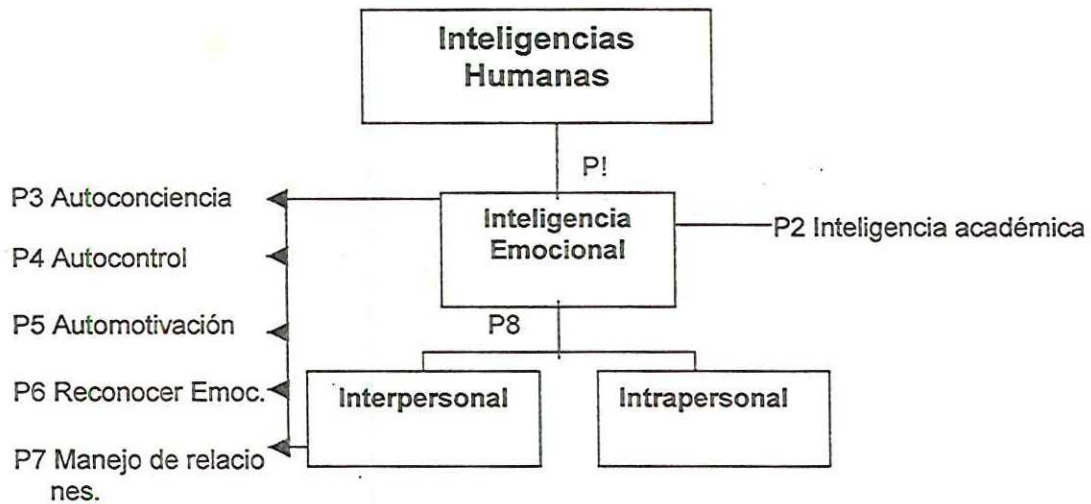 Inteligencias
Humanas
P!
P3 Autoconciencia
Inteligencia
Emocional
P2 Inteligencia académica
P4 Autocontrol
P5 Automotivación
P8
P6 Reconocer Emoc.
Interpersonal
Intrapersonal
P7 Manejo de relacio
nes.